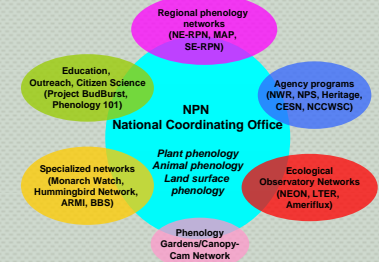 Regional phenology
networks
(NE-RPN, MAP,
SE-RPN)
Education,
Outreach, Citizen Science
(Project BudBurst,
Phenology 101)
Agency programs
(NWR, NPS, Heritage,
CESN, NCCWSC)
NPN
National Coordinating Office
Plant phenology
Animal phenology
Land surface
phenology
Specialized networks
(Monarch Watch,
Hummingbird Network,
ARMI, BBS)
Ecological
Observatory Networks
(NEON, LTER,
Ameriflux)
Phenology
Gardens/Canopy-
Cam Network